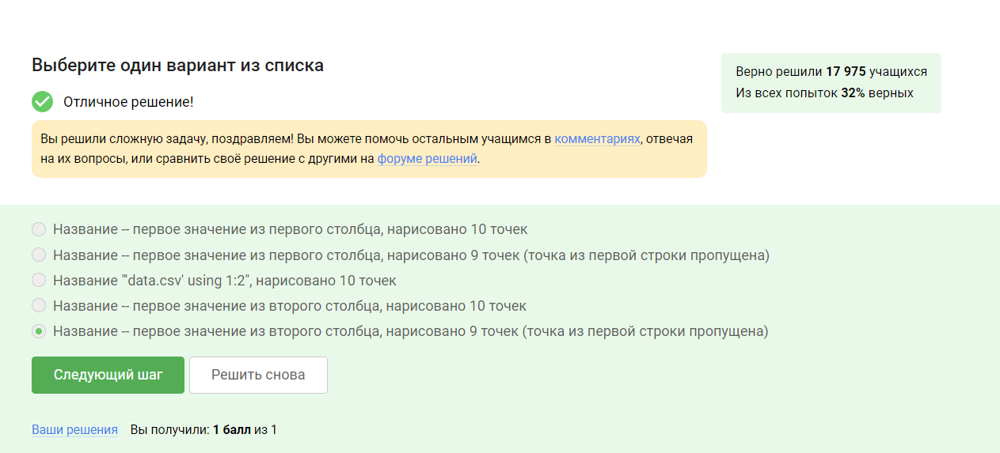 Выберите один вариант из списка
Верно решили 17 975 учащихся
Из всех попыток 32% верных
Отличное решение!
Вы решили сложную задачу, поздравляем! Вы можете помочь остальным учащимся в комментариях, отвечая
на их вопросы, или сравнить своё решение с другими на форуме решений.
Название -- первое значение из первого столбца, нарисовано 10 точек
Название -- первое значение из первого столбца, нарисовано 9 точек (точка из первой строки пропущена)
Название "'data.csv' using 1:2", нарисовано 10 точек
Название -- первое значение из второго столбца, нарисовано 10 точек
Название -- первое значение из второго столбца, нарисовано 9 точек (точка из первой строки пропущена)
Следующий шаг
Решить снова
Ваши решения Вы получили: 1 балл из 1